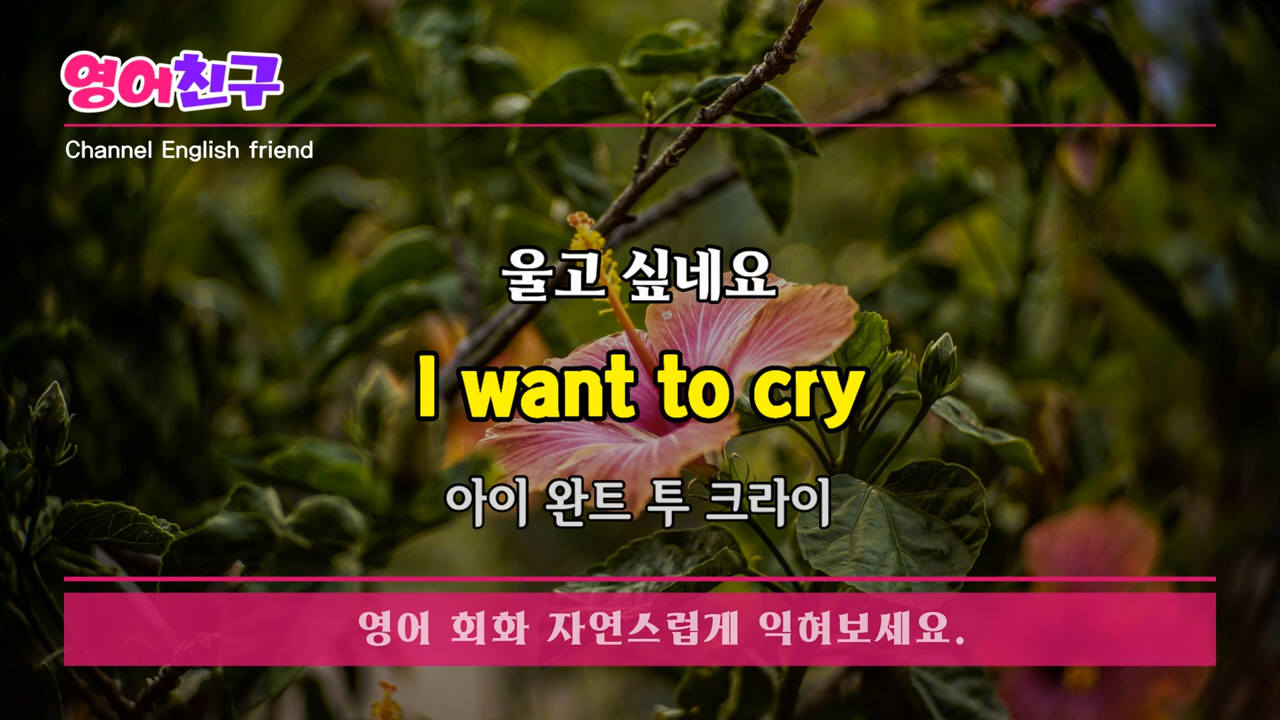 영어친구
Channel English friend
울고 싶네요
I want to cry
아이 완트 투 크라이
영어 회화 자연스럽게 익혀보세요.